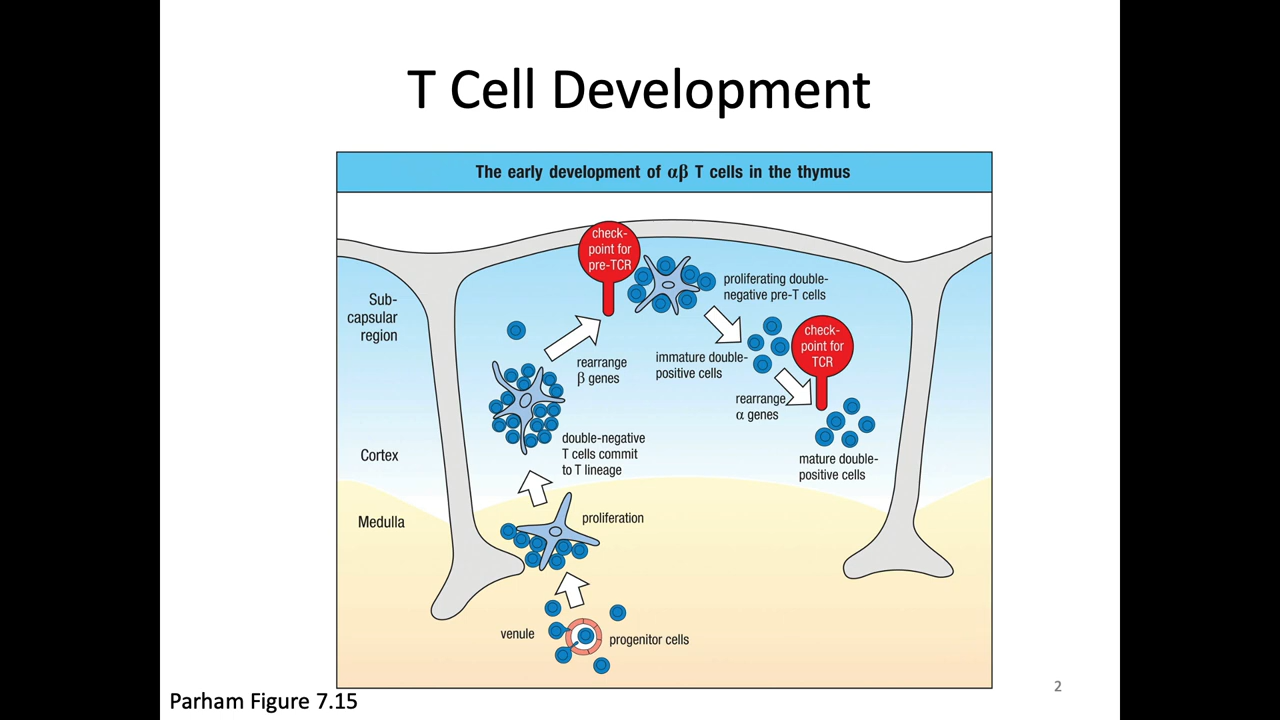 T Cell Development
The early development of αβ T cells in the thymus
check-
point for
pre-TCR
proliferating double-
negative pre-T cells
Sub-
capsular
region
check-
point for
TCR
immature double-
positive cells
rearrange
β genes
rearrange
α genes
double-negative
T cells commit
to T lineage
Cortex
mature double-
positive cells
Medulla
proliferation
venule
progenitor cells
Parham Figure 7.15
2